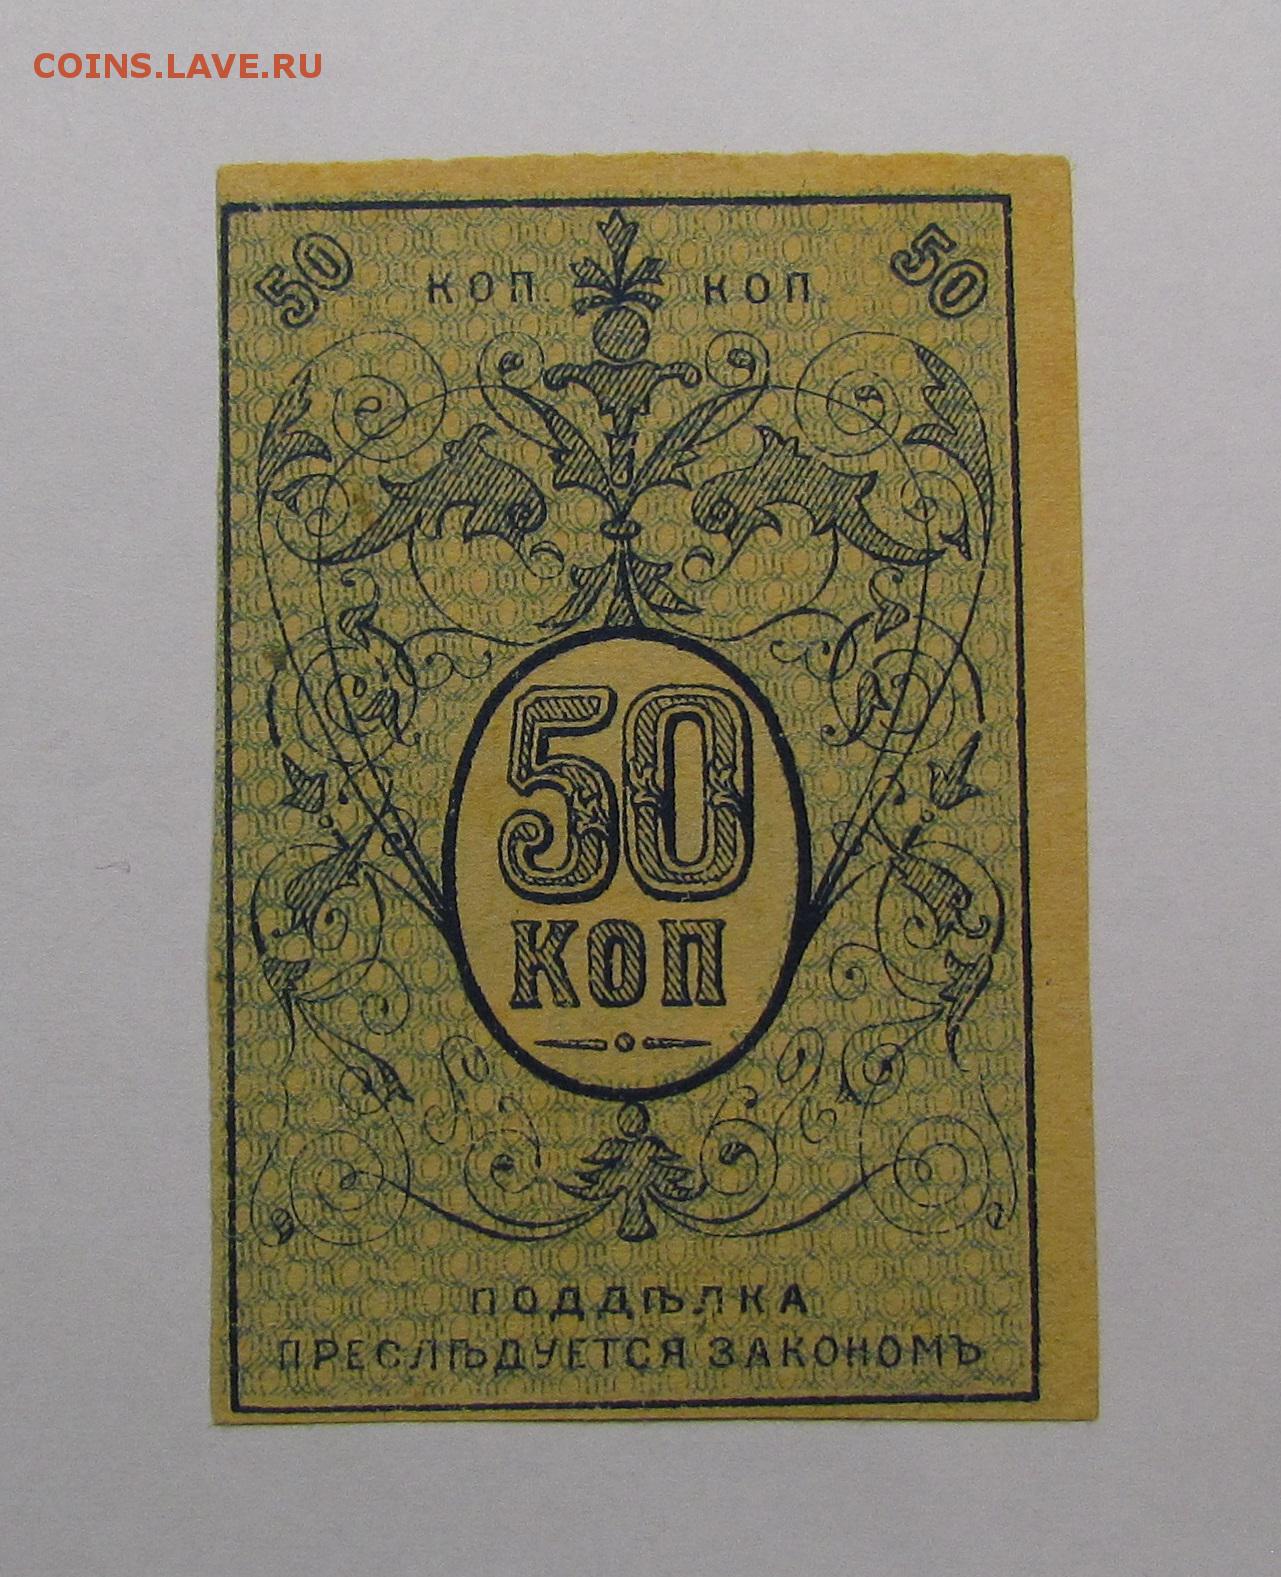 COINS.LAVE.RU
50 КОП. КОП. 50
50
КОП
ПОДДѢЛКА
ПРЕСЛѢДУЕТСЯ ЗАКОНОМЪ